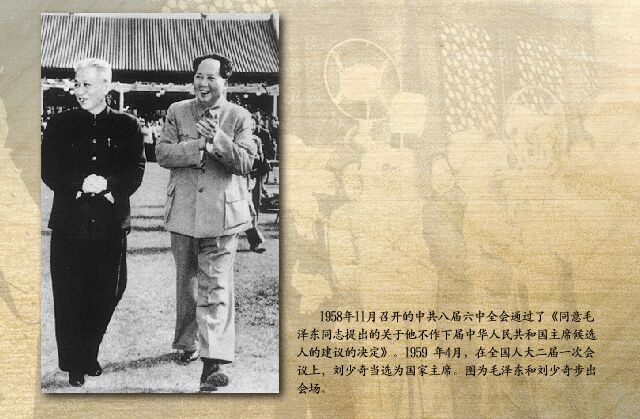 1958年11月召开的中共八届六中全会通过了《同意毛
泽东同志提出的关于他不作下届中华人民共和国主席候选
人的建议的决定》。1959 年4月，在全国人大二届一次会
议上，刘少奇当选为国家主席。图为毛泽东和刘少奇步出
会场。